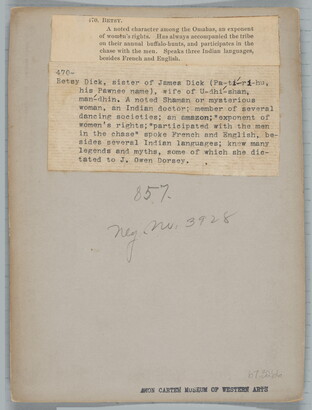 470. BETSY.
A noted character among the Omahas, an exponent
of women's rights. Has always accompanied the tribe
on their annual buffalo hunts, and participates in the
chase with the men. Speaks three Indian languages,
besides French and English.
470-
Betsy Dick, sister of James Dick (Pa-ti-ri-hu,
his Pawnee name), wife of U-dhi-shan,
man-dhin. A noted Shaman or mysterious
woman, an Indian doctor; member of several
dancing societies; an amazon; "exponent of
women's rights; "participated with the men
in the chase" spoke French and English, be-
sides several Indian languages; knew many
legends and myths, some of which she dic-
tated to J. Owen Dorsey.
857.
Neg. No. 3928
AMON CARTER MUSEUM OF WESTERN ARTS